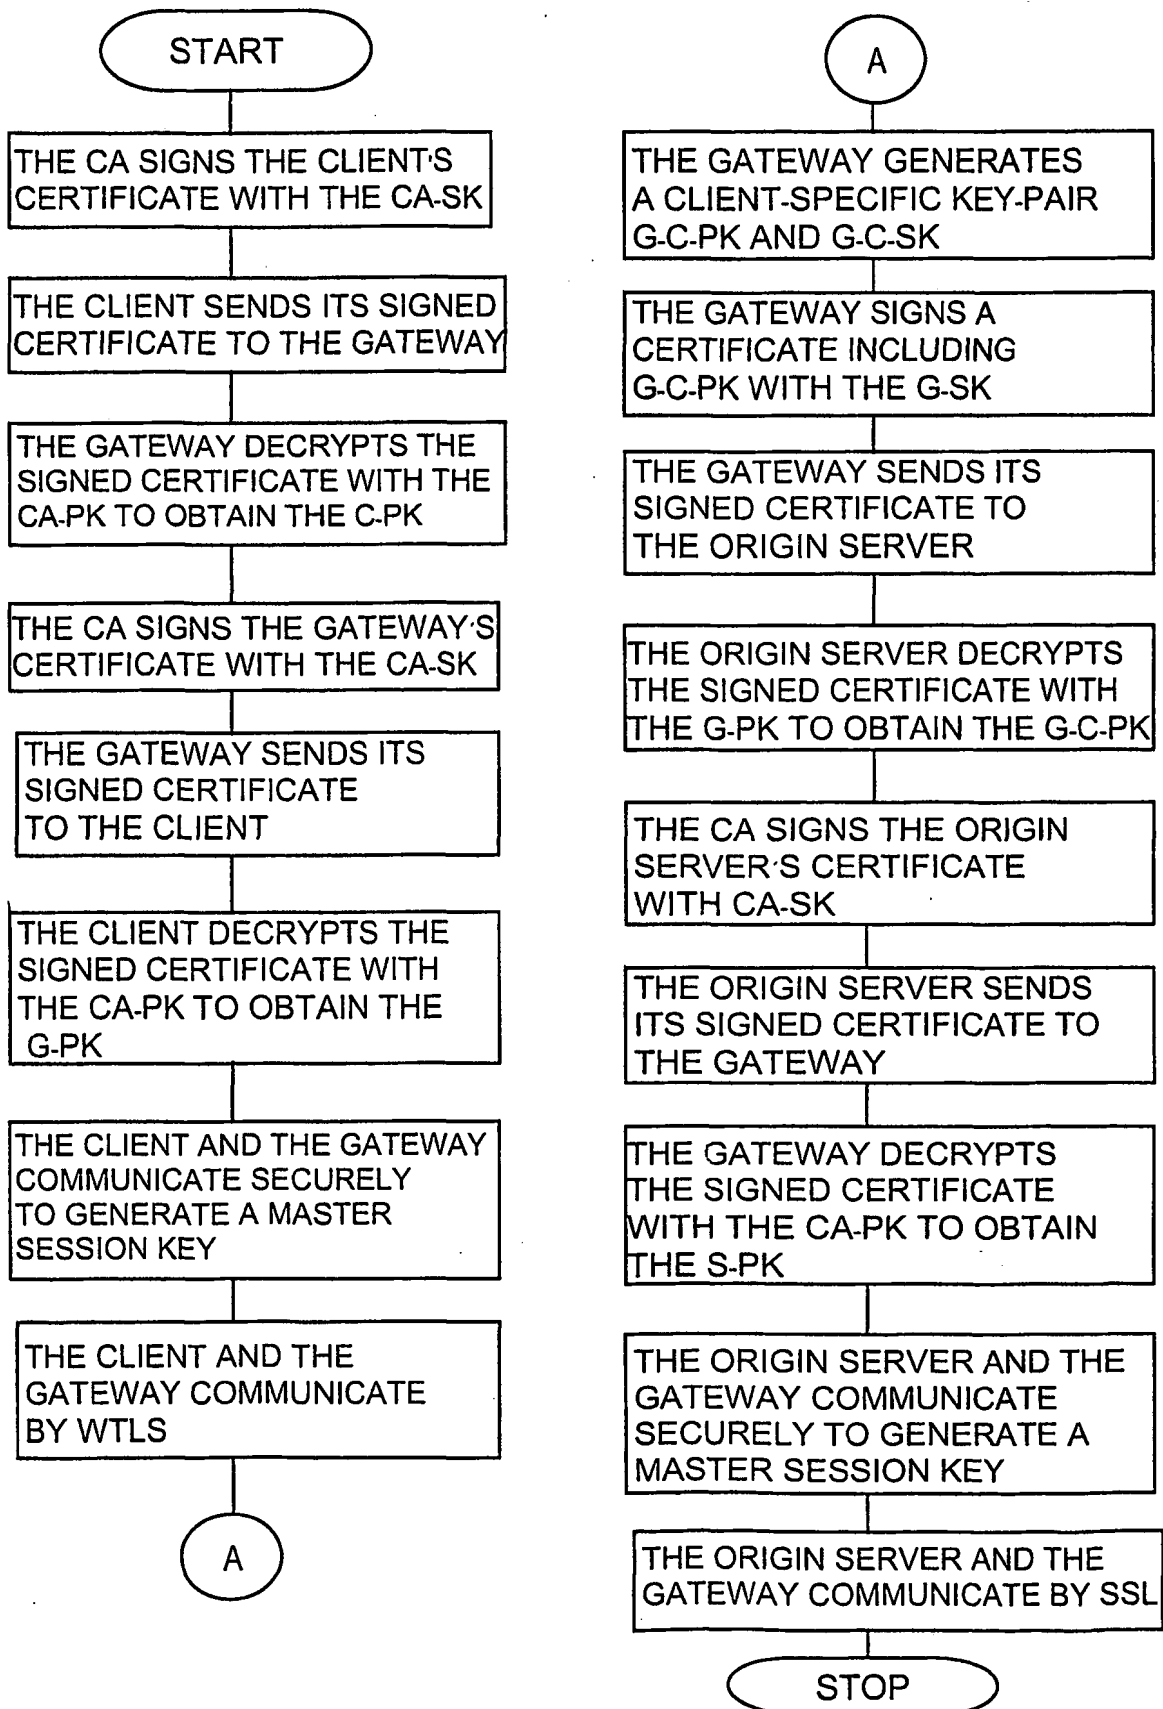 START
THE CA SIGNS THE CLIENT'S
CERTIFICATE WITH THE CA-SK
THE CLIENT SENDS ITS SIGNED
CERTIFICATE TO THE GATEWAY
THE GATEWAY DECRYPTS THE
SIGNED CERTIFICATE WITH THE
CA-PK TO OBTAIN THE C-PK
THE CA SIGNS THE GATEWAY'S
CERTIFICATE WITH THE CA-SK
THE GATEWAY SENDS ITS
SIGNED CERTIFICATE
TO THE CLIENT
THE CLIENT DECRYPTS THE
SIGNED CERTIFICATE WITH
THE CA-PK TO OBTAIN THE
G-PK
THE CLIENT AND THE GATEWAY
COMMUNICATE SECURELY
TO GENERATE A MASTER
SESSION KEY
THE CLIENT AND THE
GATEWAY COMMUNICATE
BY WTLS
A
A
THE GATEWAY GENERATES
A CLIENT-SPECIFIC KEY-PAIR
G-C-PK AND G-C-SK
THE GATEWAY SIGNS A
CERTIFICATE INCLUDING
G-C-PK WITH THE G-SK
THE GATEWAY SENDS ITS
SIGNED CERTIFICATE TO
THE ORIGIN SERVER
THE ORIGIN SERVER DECRYPTS
THE SIGNED CERTIFICATE WITH
THE G-PK TO OBTAIN THE G-C-PK
THE CA SIGNS THE ORIGIN
SERVER'S CERTIFICATE
WITH CA-SK
THE ORIGIN SERVER SENDS
ITS SIGNED CERTIFICATE TO
THE GATEWAY
THE GATEWAY DECRYPTS
THE SIGNED CERTIFICATE
WITH THE CA-PK TO OBTAIN
THE S-PK
THE ORIGIN SERVER AND THE
GATEWAY COMMUNICATE
SECURELY TO GENERATE A
MASTER SESSION KEY
THE ORIGIN SERVER AND THE
GATEWAY COMMUNICATE BY SSL
STOP